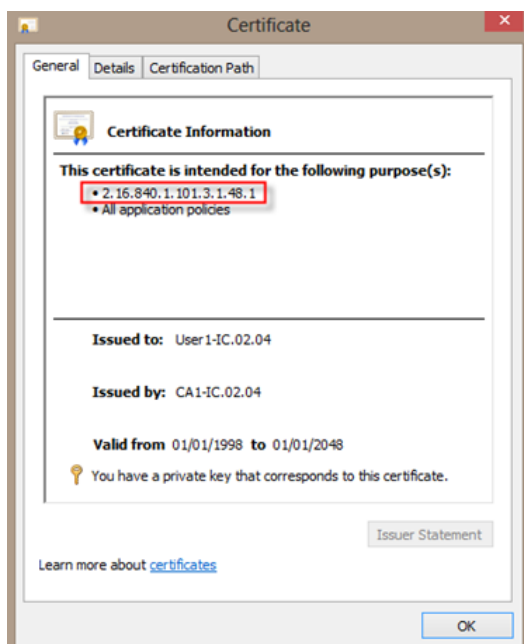 Certificate
General Details Certification Path
Certificate Information
This certificate is intended for the following purpose(s):
• 2.16.840.1.101.3.1.48.1
• All application policies
Issued to: User1-IC.02.04
Issued by: CA1-IC.02.04
Valid from 01/01/1998 to 01/01/2048
You have a private key that corresponds to this certificate.
Issuer Statement
Learn more about certificates
OK